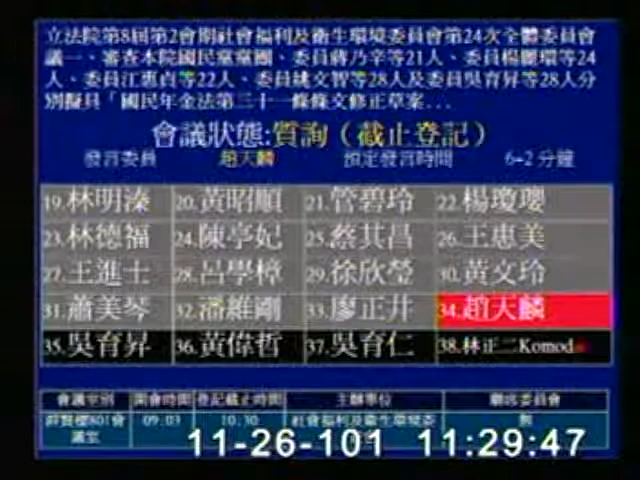 立法院第8屆第2會期社會福利及衛生環境委員會第24次全體委員會
議一、審查本院國民黨黨團、委員蔣乃辛等21人、委員楊麗環等24
人、委員江惠貞等22人、委員姚文智等28人及委員吳育昇等28人分
別擬具「國民年金法第三十一條條文修正草案...
會議狀態:質詢（截止登記）
發言委員 趙天麟 預定發言時間 6+2 分鐘
19.林明溱 20.黃昭順 21.管碧玲 22.楊瓊瓔
23.林德福 24.陳亭妃 25.蔡其昌 26.王惠美
27.王進士 28.呂學樟 29.徐欣瑩 30.黃文玲
31.蕭美琴 32.潘維剛 33.廖正井 34.趙天麟
35.吳育昇 36.黃偉哲 37.吳育仁 38.林正二Komod
會議室別 開會時間 登記截止時間 主辦單位 聯席委員會
群賢樓801會 09:03 10:30 社會福利及衛生環境委 無
議室
11-26-101 11:29:47